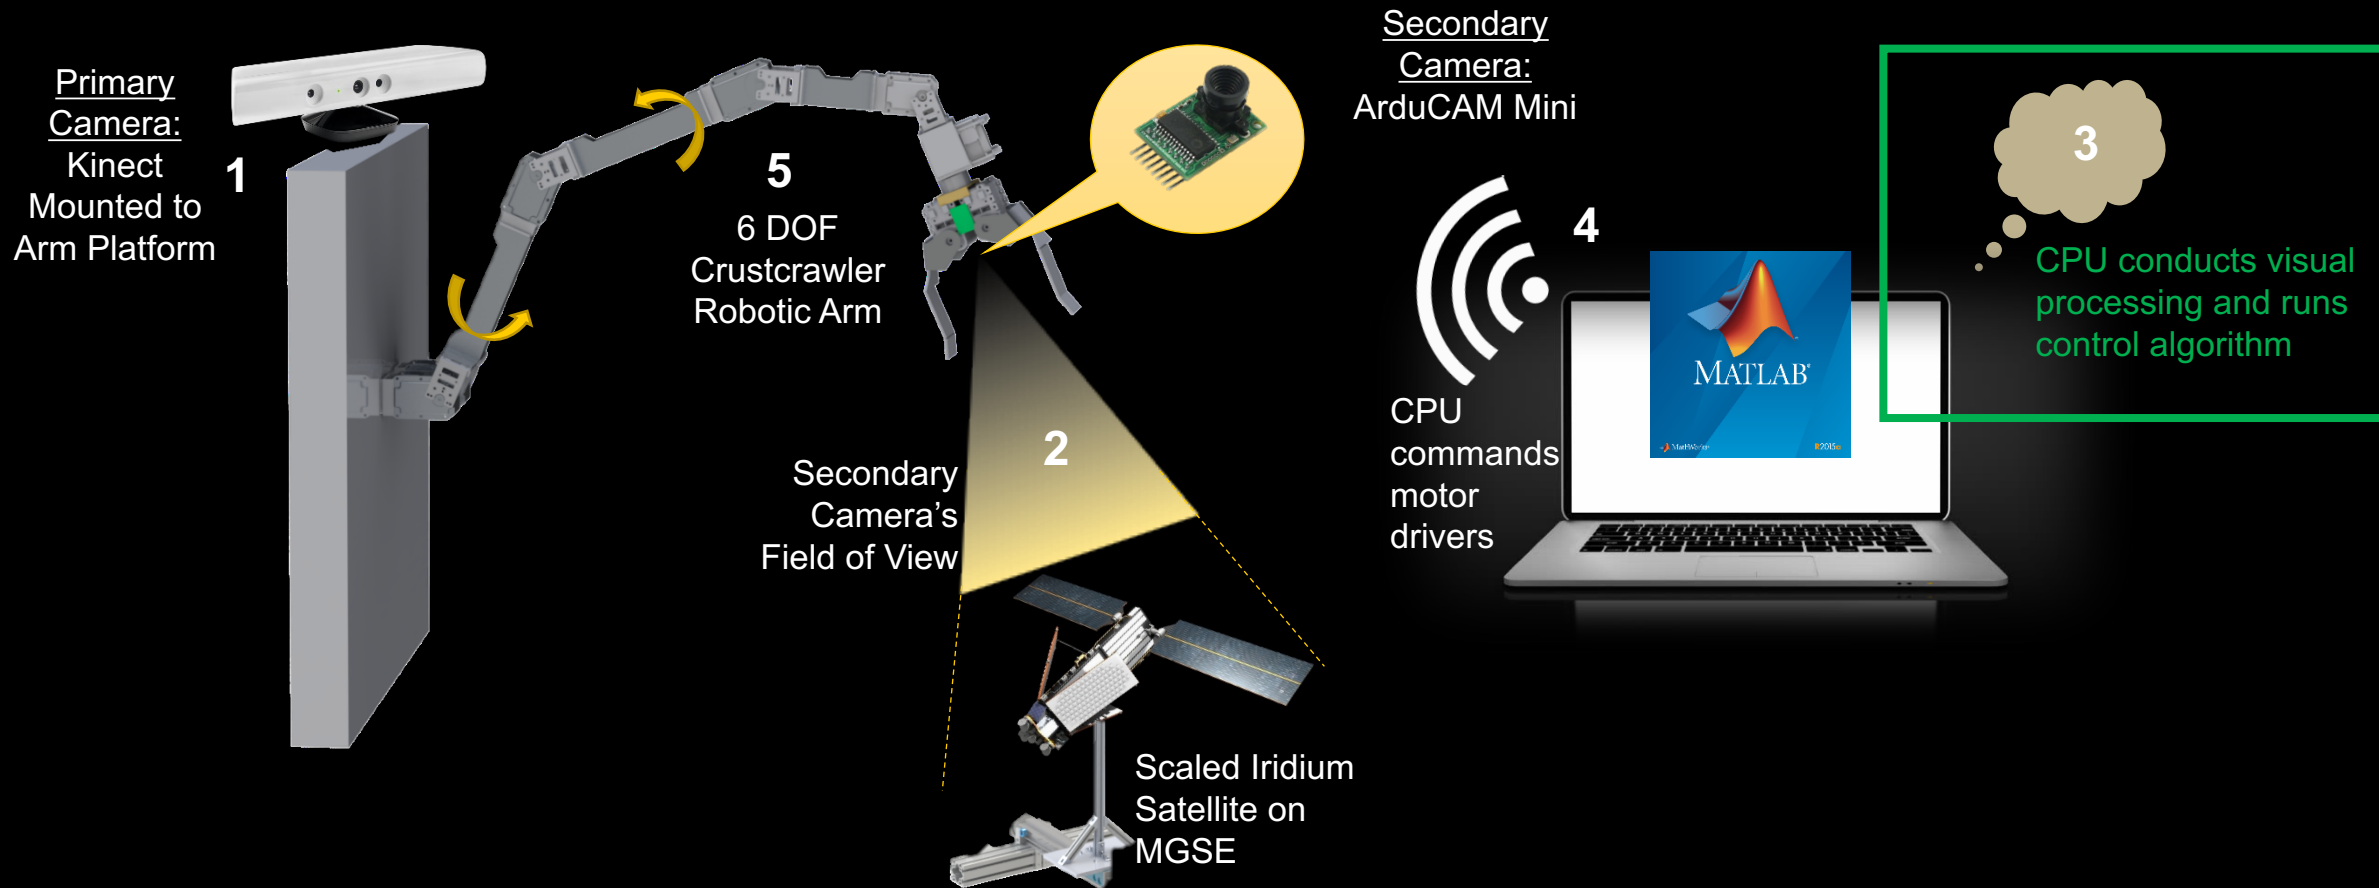 Primary
Camera:
Kinect
Mounted to
Arm Platform
1
5
6 DOF
Crustcrawler
Robotic Arm
Secondary
Camera:
ArduCAM Mini
2
Secondary
Camera's
Field of View
Scaled Iridium
Satellite on
MGSE
4
CPU
commands
motor
drivers
MATLAB®
MathWorks®
R2015a
3
CPU conducts visual
processing and runs
control algorithm